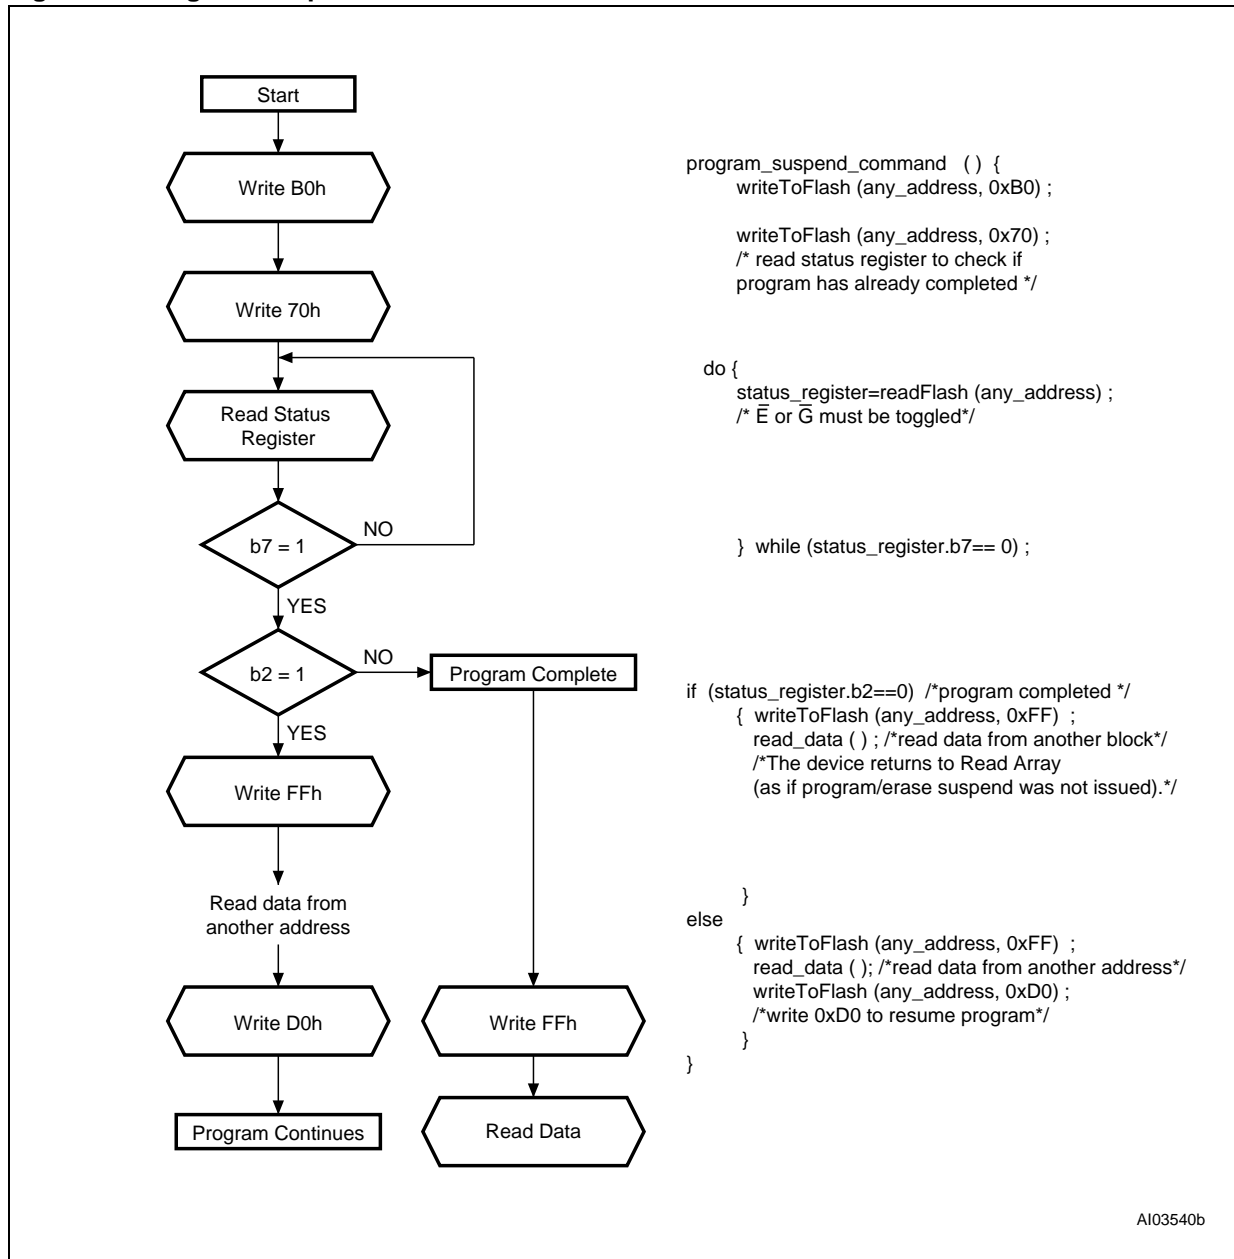 Start
Write B0h
Write 70h
Read Status
Register
b7 = 1
NO
YES
b2 = 1
NO
Program Complete
YES
Write FFh
Read data from
another address
Write D0h
Write FFh
Program Continues
Read Data
program_suspend_command ( ) {
writeToFlash (any_address, 0xB0) ;
writeToFlash (any_address, 0x70) ;
/* read status register to check if
program has already completed */
do {
status_register=readFlash (any_address) ;
/* E̅ or G̅ must be toggled*/
} while (status_register.b7== 0) ;
if (status_register.b2==0) /*program completed */
{ writeToFlash (any_address, 0xFF) ;
read_data ( ) ; /*read data from another block*/
/*The device returns to Read Array
(as if program/erase suspend was not issued).*/
}
else
{ writeToFlash (any_address, 0xFF) ;
read_data ( ); /*read data from another address*/
writeToFlash (any_address, 0xD0) ;
/*write 0xD0 to resume program*/
}
}
AI03540b